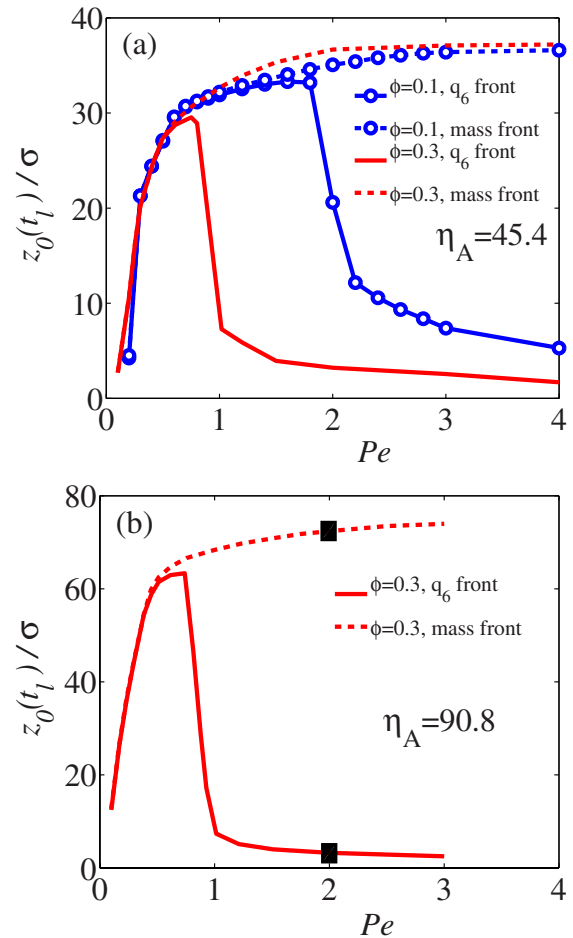 (a)
40
30
20
10
0
z₀(tₗ) / σ
ϕ=0.1, q₆ front
ϕ=0.1, mass front
ϕ=0.3, q₆ front
ϕ=0.3, mass front
η_A=45.4
0 1 2 3 4
Pe
(b)
80
60
40
20
0
z₀(tₗ) / σ
ϕ=0.3, q₆ front
ϕ=0.3, mass front
η_A=90.8
0 1 2 3 4
Pe